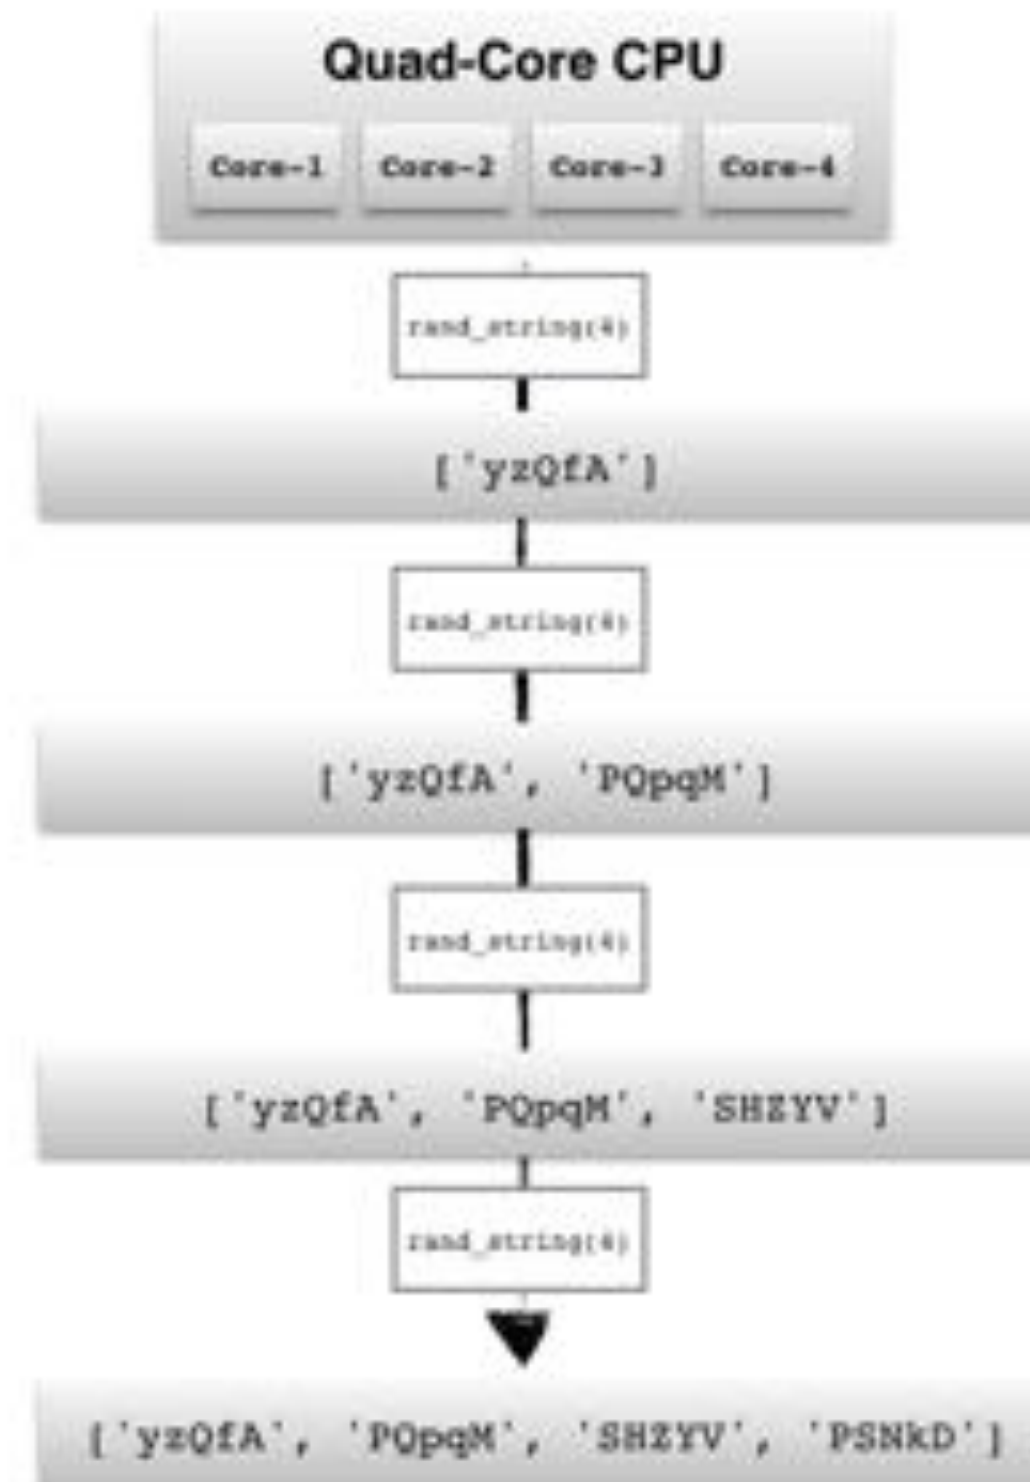 Quad-Core CPU
Core-1 Core-2 Core-3 Core-4
rand_string(4)
['yzQfA']
rand_string(4)
['yzQfA', 'PQpqM']
rand_string(4)
['yzQfA', 'PQpqM', 'SHZYV']
rand_string(4)
['yzQfA', 'PQpqM', 'SHZYV', 'PSNkD']